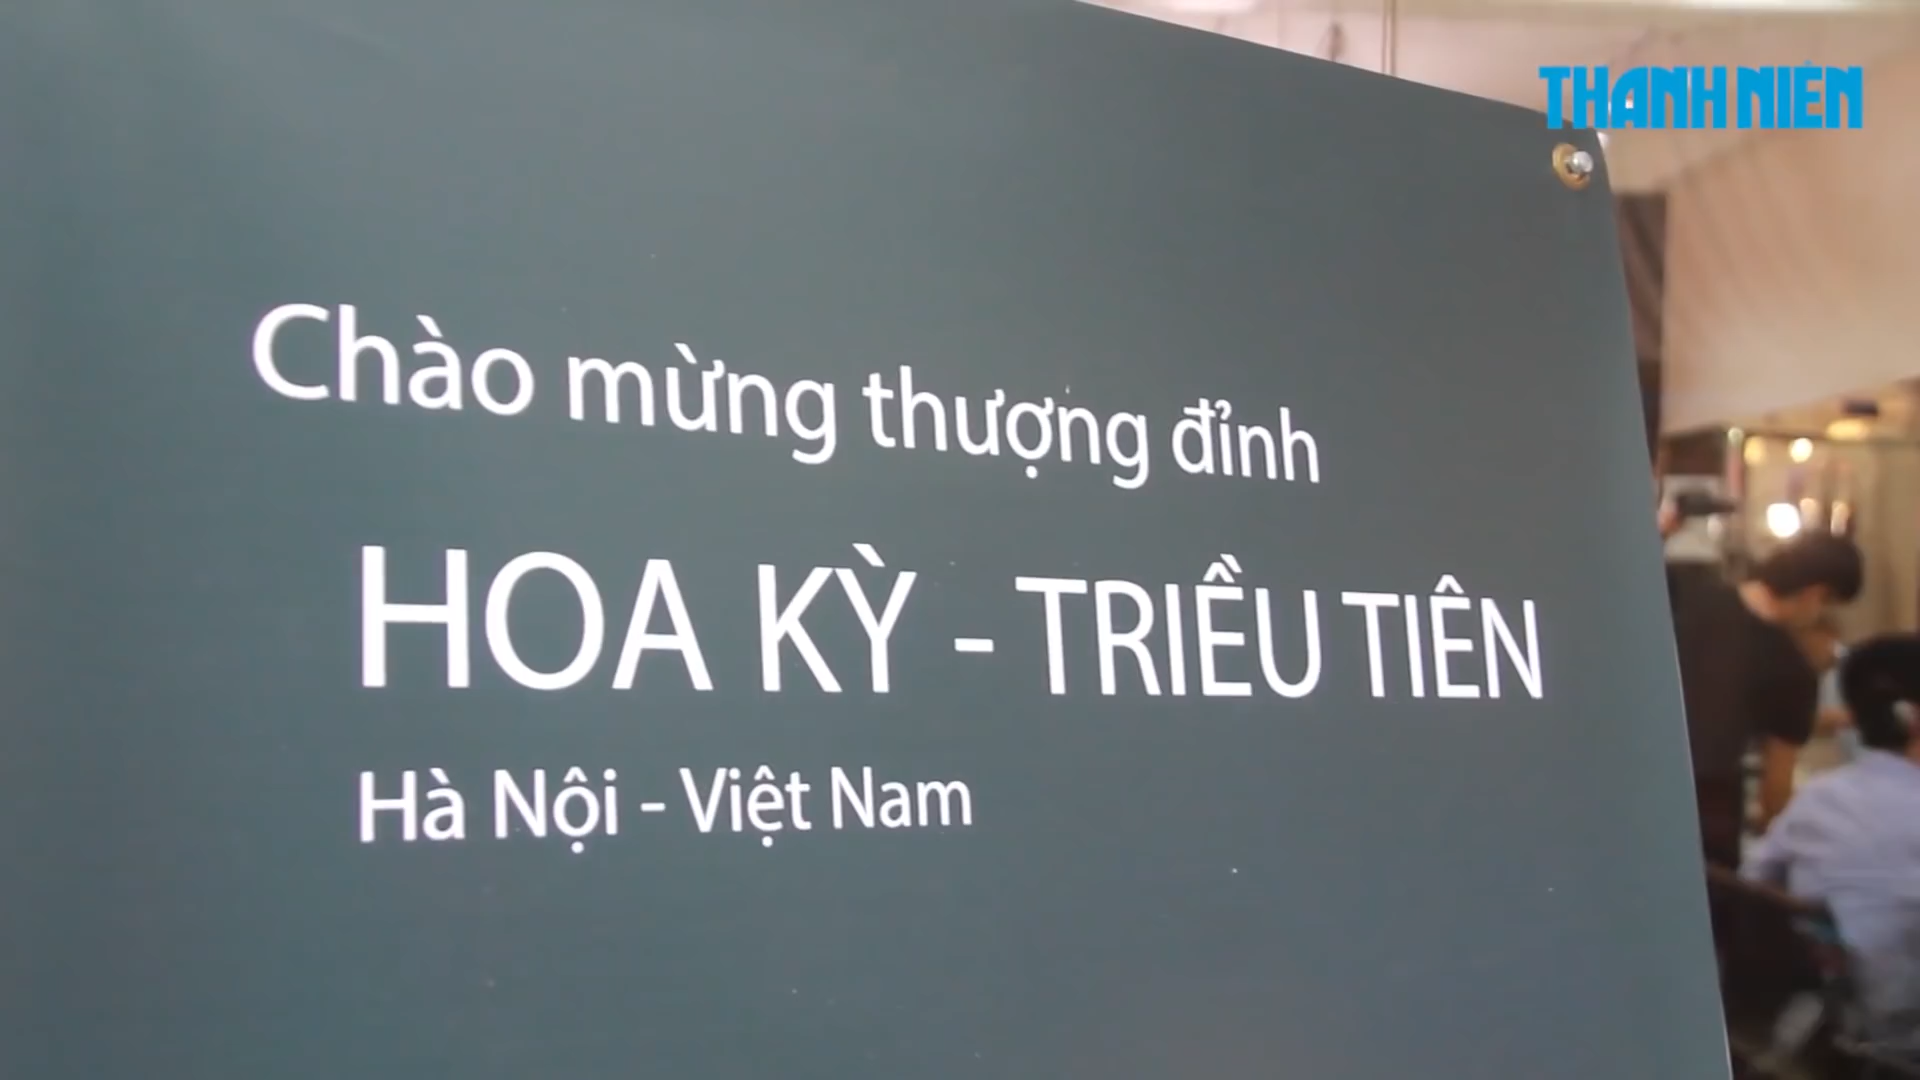 THANH NIÊN
Chào mừng thượng đỉnh
HOA KỲ - TRIỀU TIÊN
Hà Nội - Việt Nam